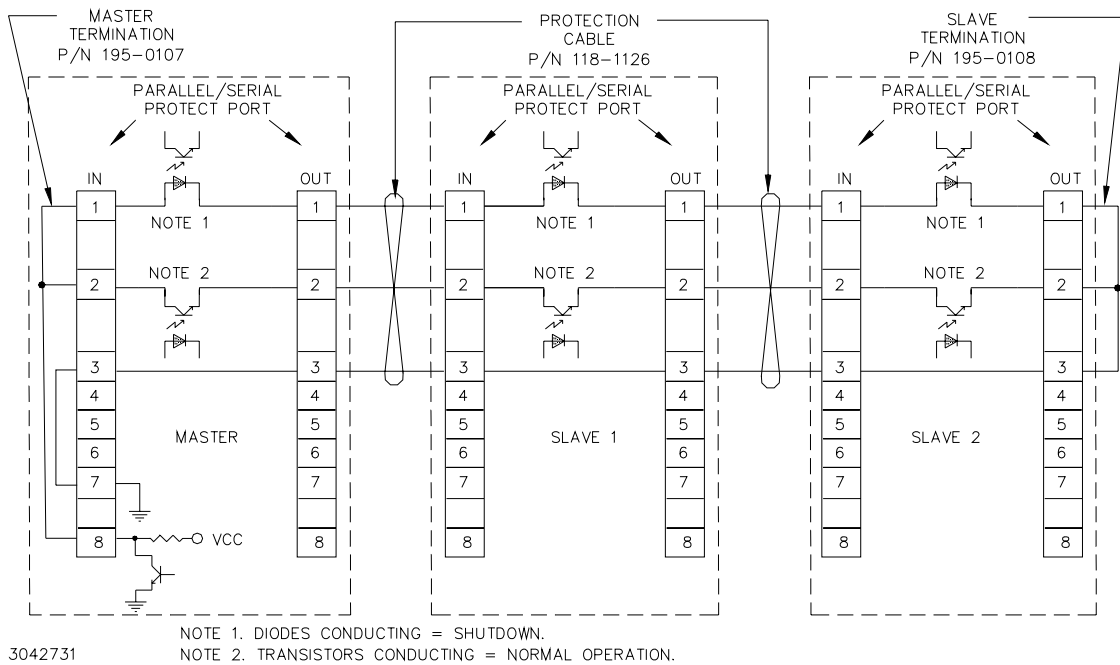 MASTER
TERMINATION
P/N 195-0107
PROTECTION
CABLE
P/N 118-1126
SLAVE
TERMINATION
P/N 195-0108
PARALLEL/SERIAL
PROTECT PORT
PARALLEL/SERIAL
PROTECT PORT
PARALLEL/SERIAL
PROTECT PORT
IN
OUT
IN
OUT
IN
OUT
1
NOTE 1
1
1
NOTE 1
1
1
NOTE 1
1
2
NOTE 2
2
2
NOTE 2
2
2
NOTE 2
2
3
3
3
3
3
3
4
4
4
4
4
4
5
5
5
5
5
5
MASTER
SLAVE 1
SLAVE 2
6
6
6
6
6
6
7
7
7
7
7
7
8
VCC
8
8
8
8
8
NOTE 1. DIODES CONDUCTING = SHUTDOWN.
3042731
NOTE 2. TRANSISTORS CONDUCTING = NORMAL OPERATION.